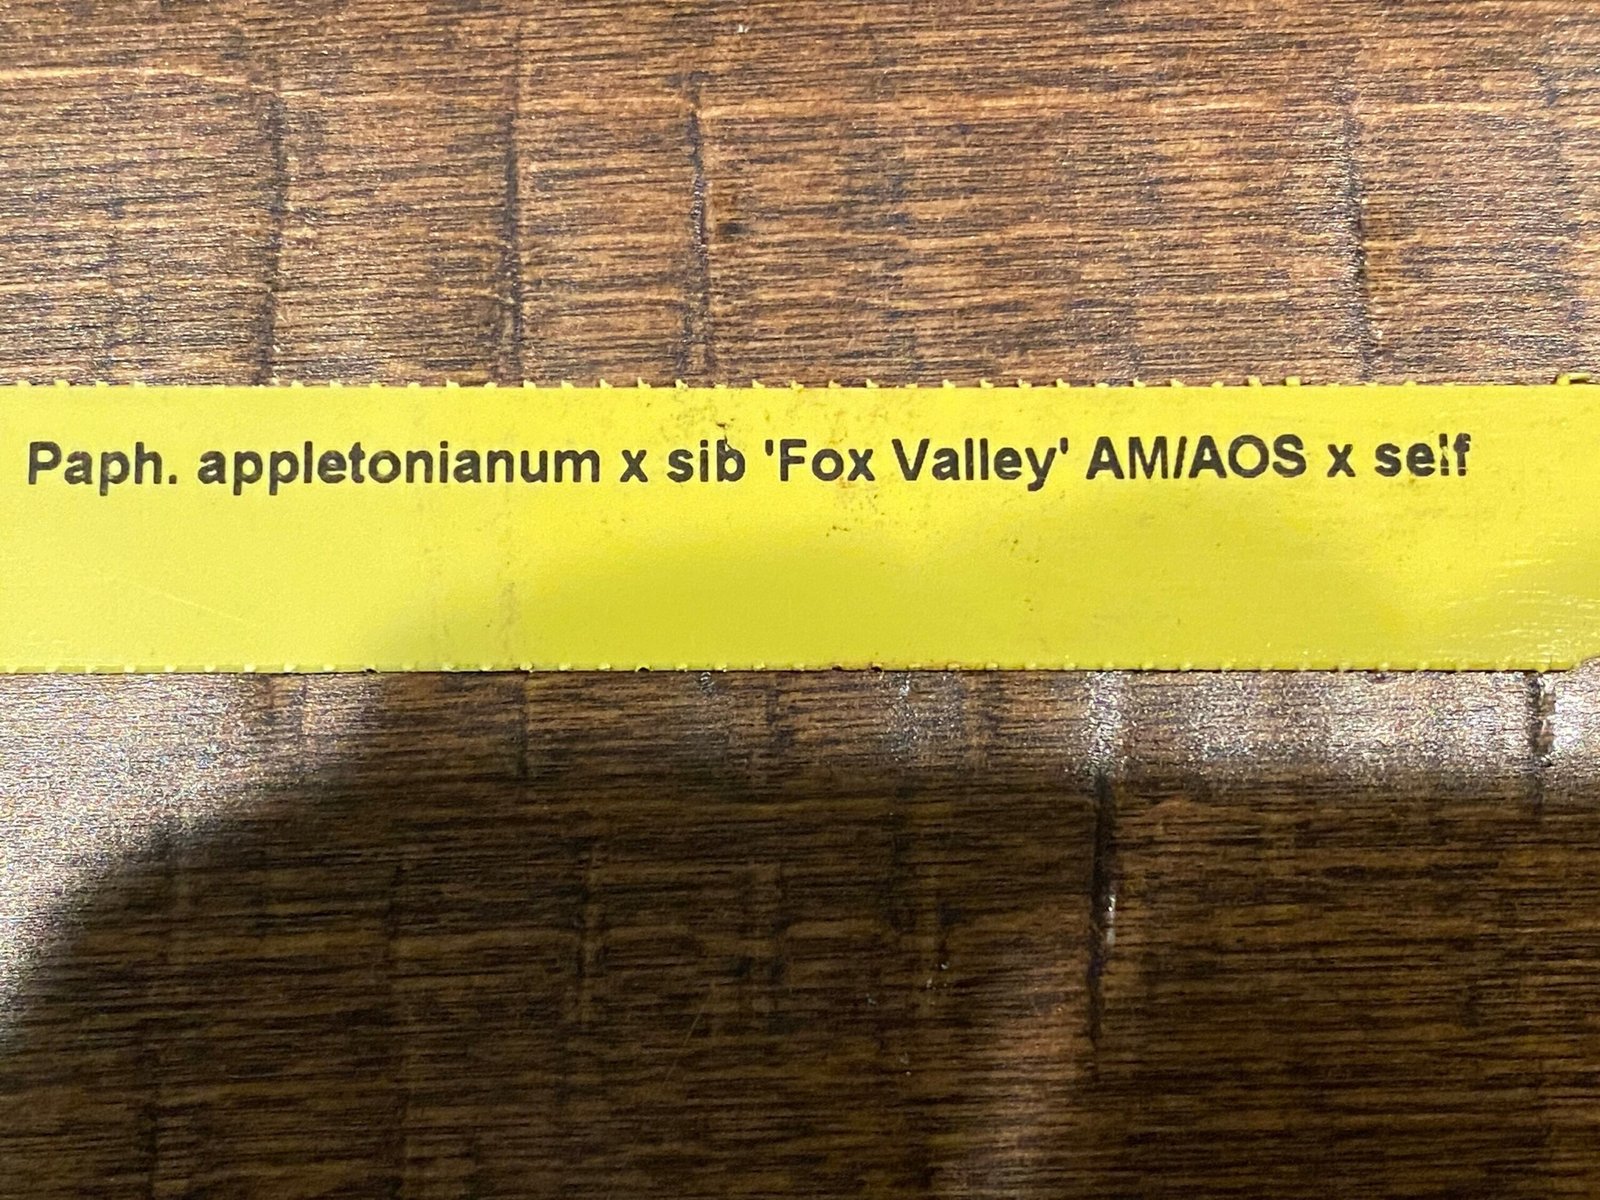 Paph. appletonianum x sib 'Fox Valley' AM/AOS x self